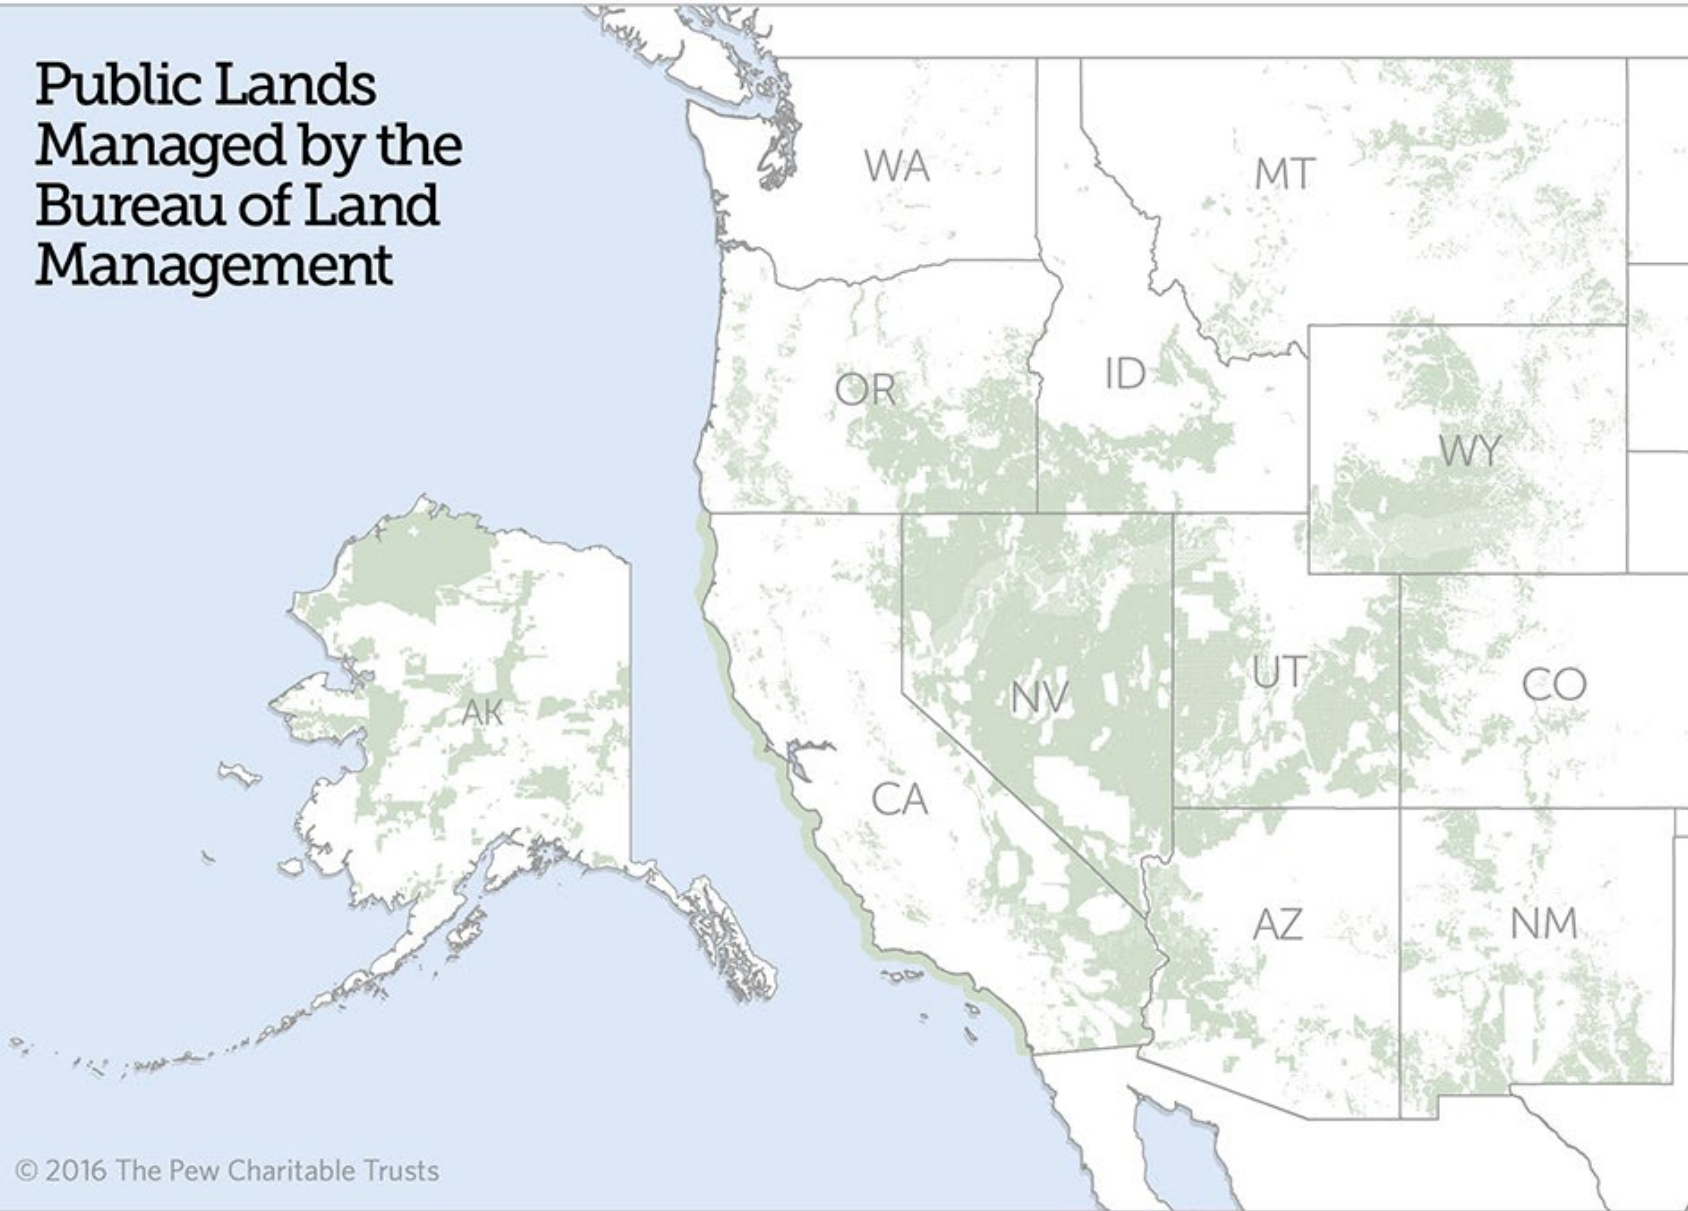 Public Lands
Managed by the
Bureau of Land
Management
WA
MT
OR
ID
WY
AK
NV
UT
CO
CA
AZ
NM
© 2016 The Pew Charitable Trusts